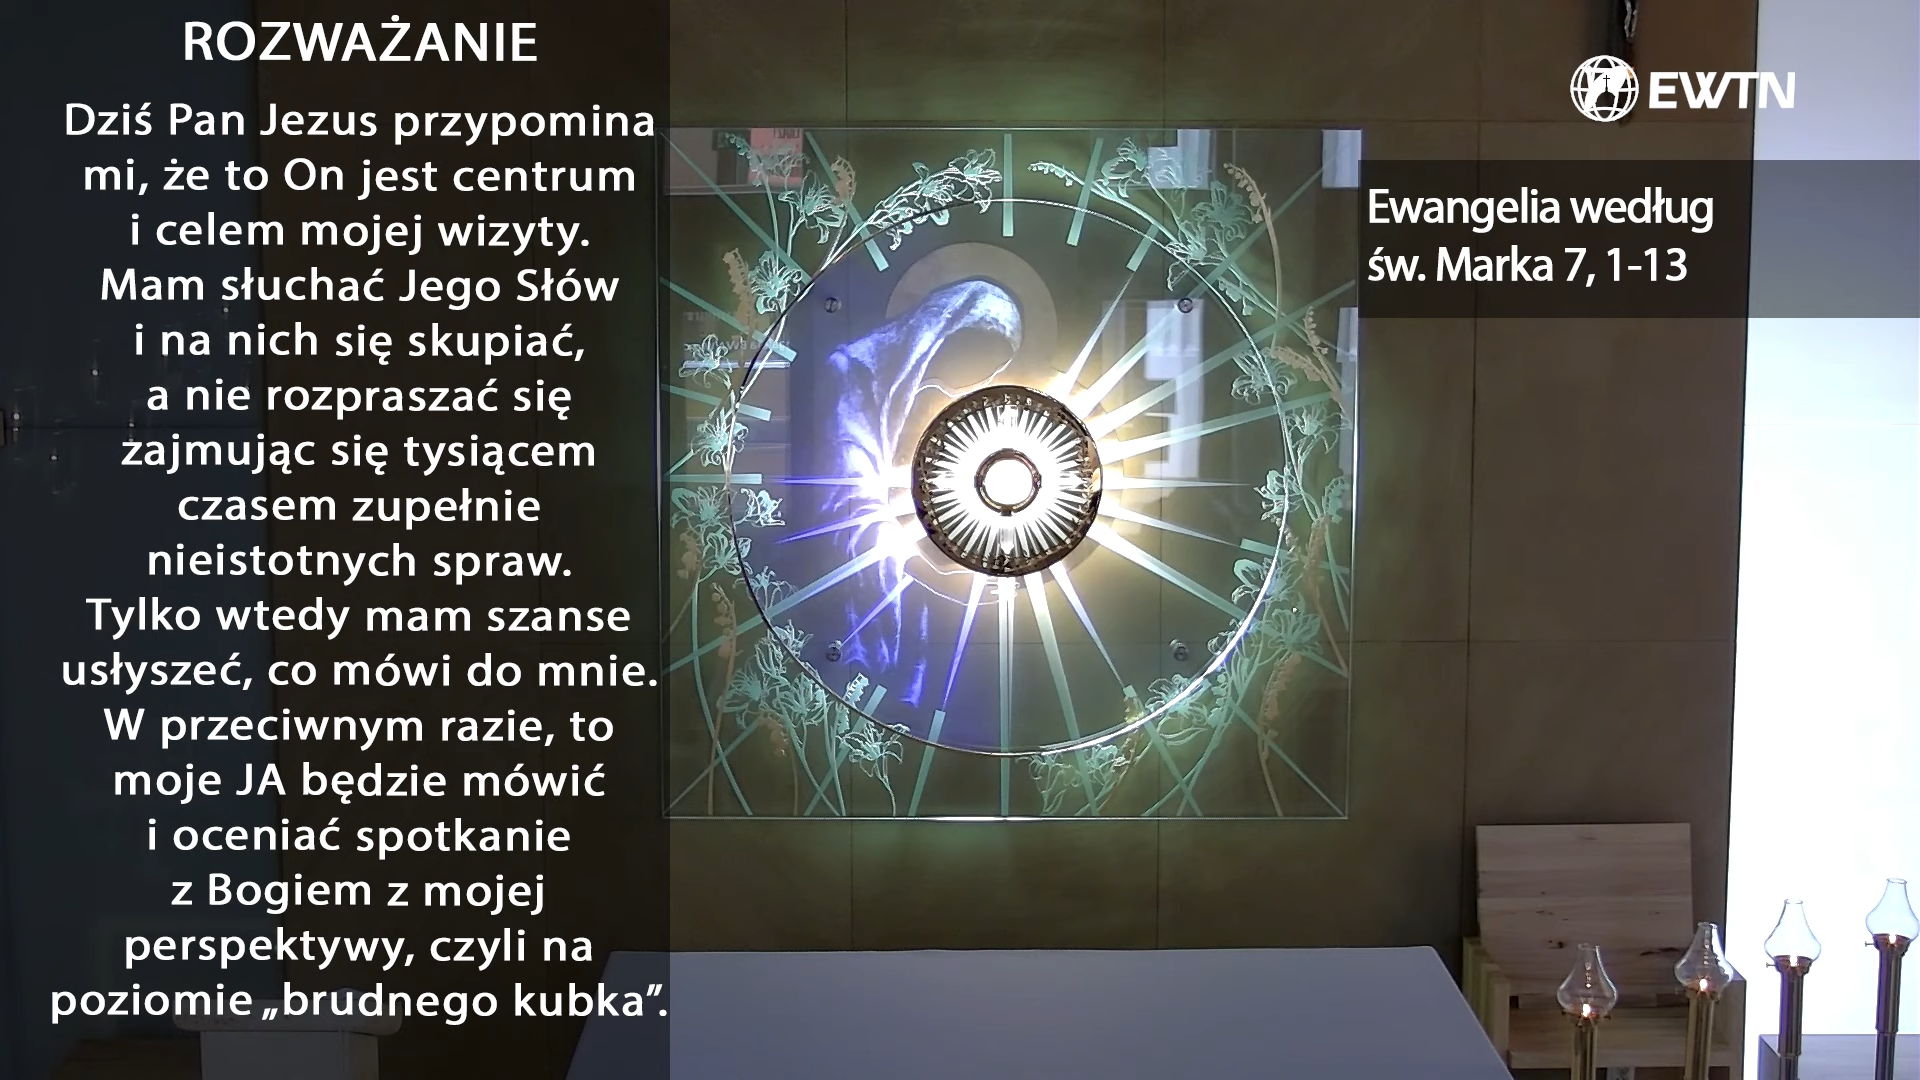 ROZWAŻANIE
Dziś Pan Jezus przypomina
mi, że to On jest centrum
i celem mojej wizyty.
Mam słuchać Jego Słów
i na nich się skupiać,
a nie rozpraszać się
zajmując się tysiącem
czasem zupełnie
nieistotnych spraw.
Tylko wtedy mam szanse
usłyszeć, co mówi do mnie.
W przeciwnym razie, to
moje JA będzie mówić
i oceniać spotkanie
z Bogiem z mojej
perspektywy, czyli na
poziomie „brudnego kubka”.
EWTN
Ewangelia według
św. Marka 7, 1-13